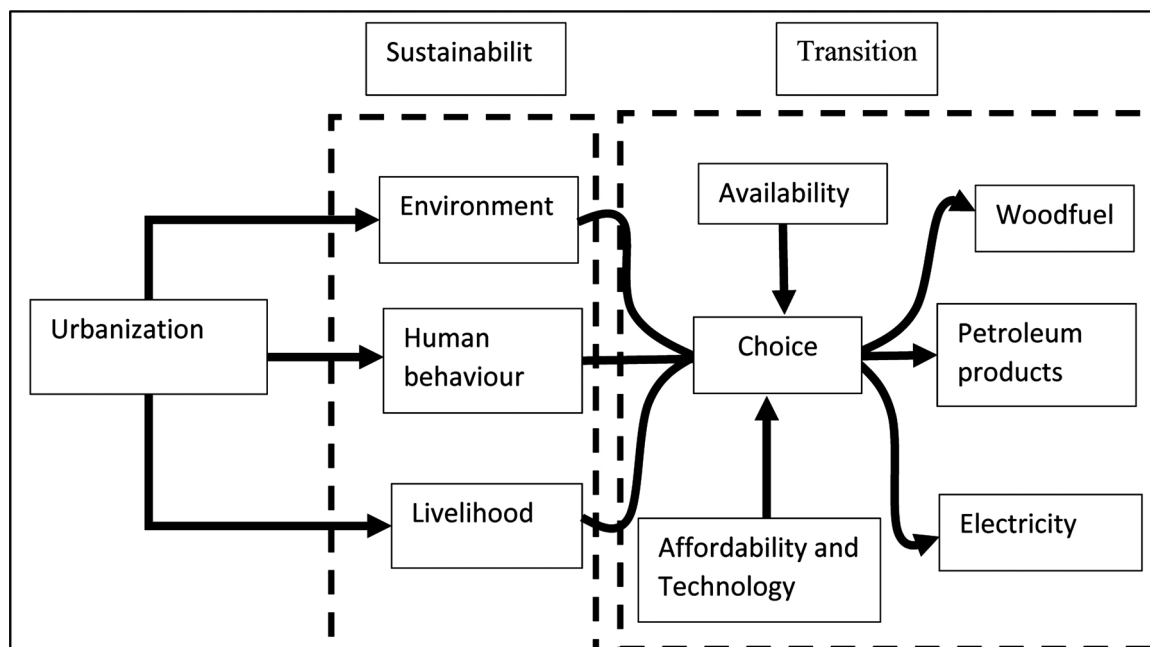 Sustainabilit
Transition
Environment
Availability
Woodfuel
Urbanization
Human
behaviour
Choice
Petroleum
products
Livelihood
Affordability and
Technology
Electricity